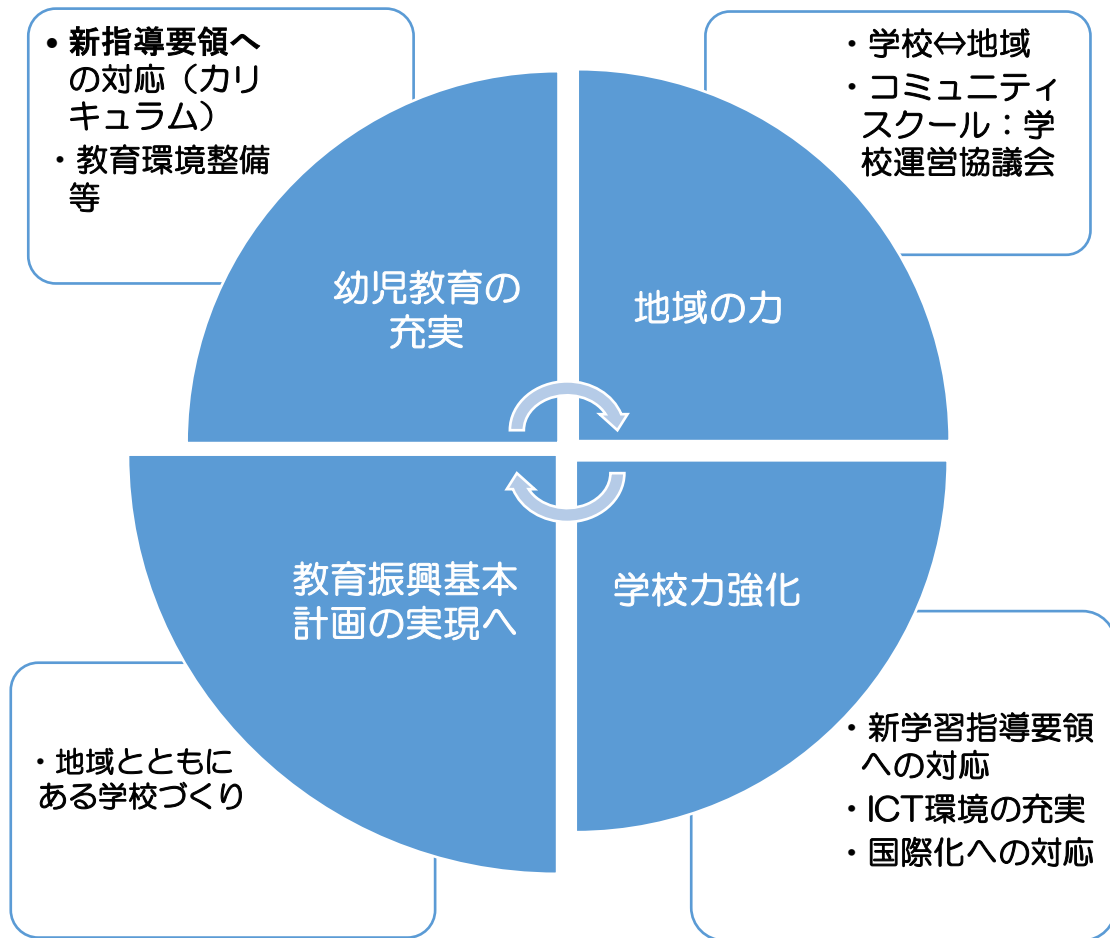 • 新指導要領へ
の対応（カリ
キュラム）
・教育環境整備
等
・学校⇔地域
・コミュニティ
スクール：学
校運営協議会
幼児教育の
充実
地域の力
教育振興基本
計画の実現へ
学校力強化
・地域とともに
ある学校づくり
・新学習指導要領
への対応
・ICT環境の充実
・国際化への対応